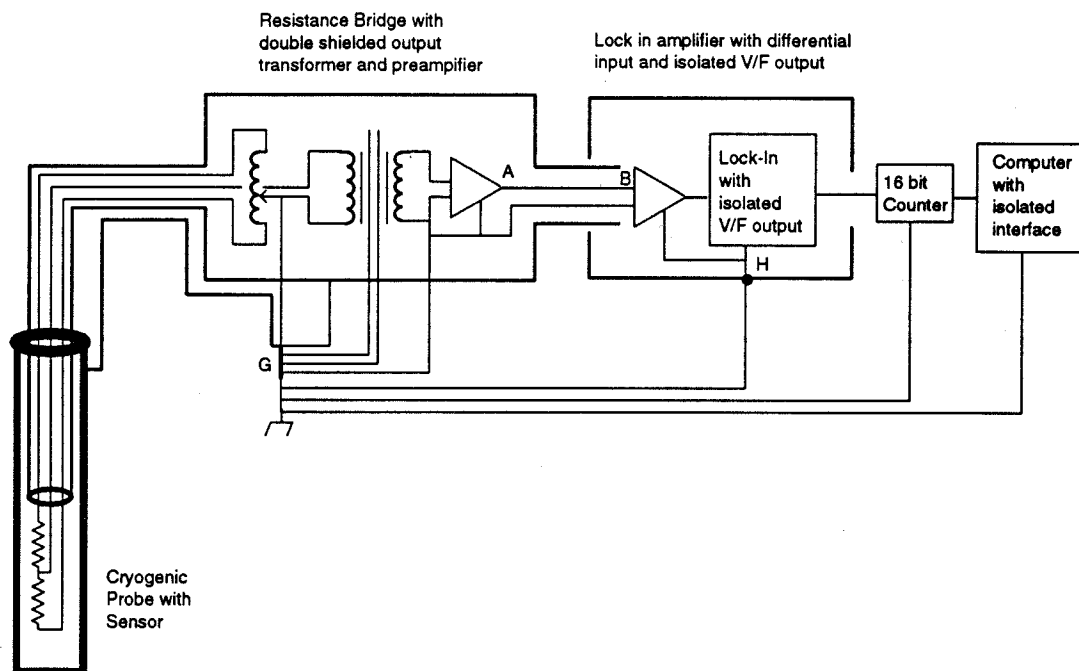 Resistance Bridge with
double shielded output
transformer and preampifier
Lock in amplifier with differential
input and isolated V/F output
A
B
Lock-In
with
isolated
V/F output
16 bit
Counter
Computer
with
isolated
interface
H
G
Cryogenic
Probe with
Sensor